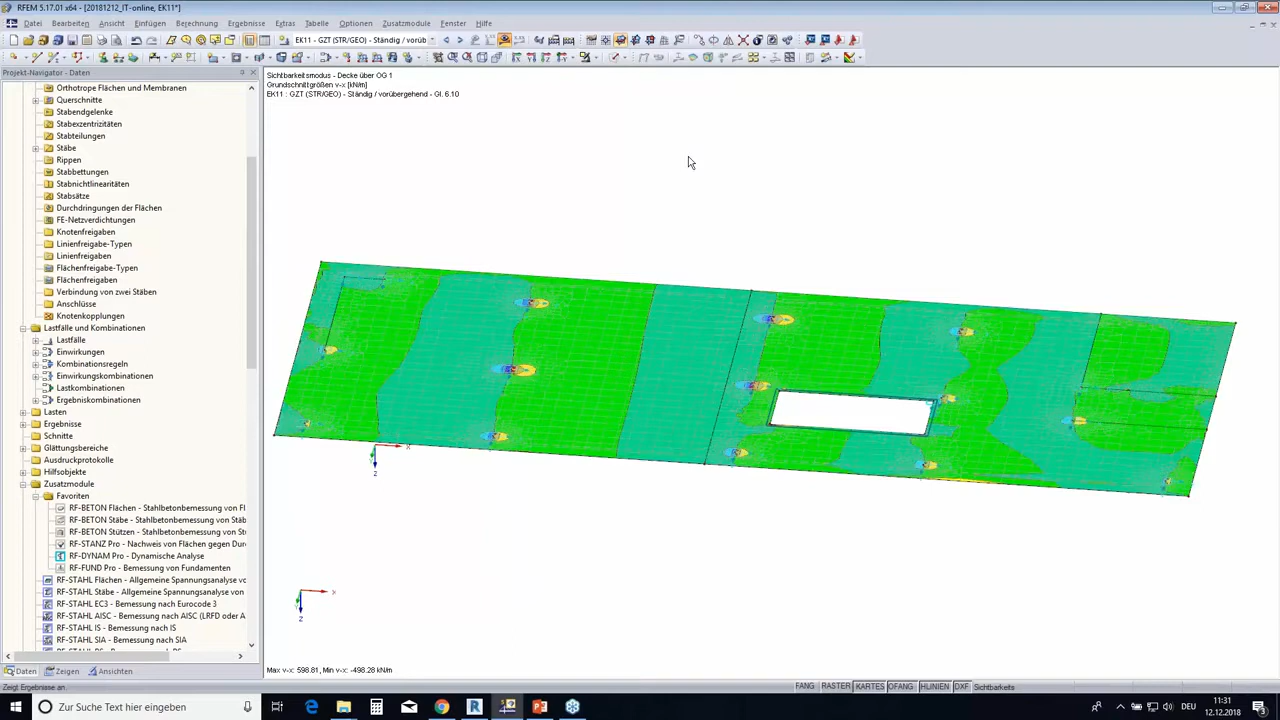 RFEM 5.17.01 x64 - [20181212_IT-online, EK11*]
Datei Bearbeiten Ansicht Einfügen Berechnung Ergebnisse Extras Tabelle Optionen Zusatzmodule Fenster Hilfe
EK11 - GZT (STR/GEO) - Ständig / vorüb
Projekt-Navigator - Daten
Orthotrope Flächen und Membranen
Querschnitte
Stabendgelenke
Stabexzentrizitäten
Stabteilungen
Stäbe
Rippen
Stabbettungen
Stabnichtlinearitäten
Stabsätze
Durchdringungen der Flächen
FE-Netzverdichtungen
Knotenfreigaben
Linienfreigabe-Typen
Linienfreigaben
Flächenfreigabe-Typen
Flächenfreigaben
Verbindung von zwei Stäben
Anschlüsse
Knotenkopplungen
Lastfälle und Kombinationen
Lastfälle
Einwirkungen
Kombinationsregeln
Einwirkungskombinationen
Lastkombinationen
Ergebniskombinationen
Lasten
Ergebnisse
Schnitte
Glättungsbereiche
Ausdruckprotokolle
Hilfsobjekte
Zusatzmodule
Favoriten
RF-BETON Flächen - Stahlbetonbemessung von Fl
RF-BETON Stäbe - Stahlbetonbemessung von Stäb
RF-BETON Stützen - Stahlbetonbemessung von Stü
RF-STANZ Pro - Nachweis von Flächen gegen Durc
RF-DYNAM Pro - Dynamische Analyse
RF-FUND Pro - Bemessung von Fundamenten
RF-STAHL Flächen - Allgemeine Spannungsanalyse vo
RF-STAHL Stäbe - Allgemeine Spannungsanalyse von
RF-STAHL EC3 - Bemessung nach Eurocode 3
RF-STAHL AISC - Bemessung nach AISC (LRFD oder A
RF-STAHL IS - Bemessung nach IS
RF-STAHL SIA - Bemessung nach SIA
Daten Zeigen Ansichten
Zeigt Ergebnisse an.
Sichtbarkeitsmodus - Decke über OG 1
Grundschnittgrößen v-x [kN/m]
EK11 : GZT (STR/GEO) - Ständig / vorübergehend - Gl. 6.10
X
Z
X
Z
Max v-x: 598.81, Min v-x: -498.28 kN/m
FANG RASTER KARTES OFANG HLINIEN DXF Sichtbarkeits
Zur Suche Text hier eingeben
DEU
11:31
12.12.2018